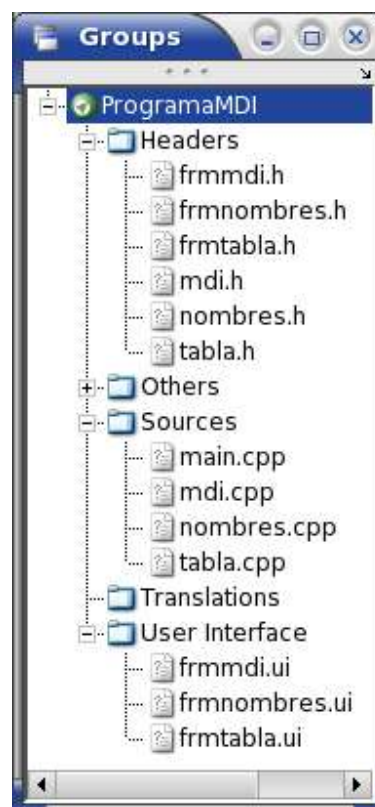 Groups
ProgramaMDI
Headers
frmmdi.h
frmnombres.h
frmtabla.h
mdi.h
nombres.h
tabla.h
Others
Sources
main.cpp
mdi.cpp
nombres.cpp
tabla.cpp
Translations
User Interface
frmmdi.ui
frmnombres.ui
frmtabla.ui